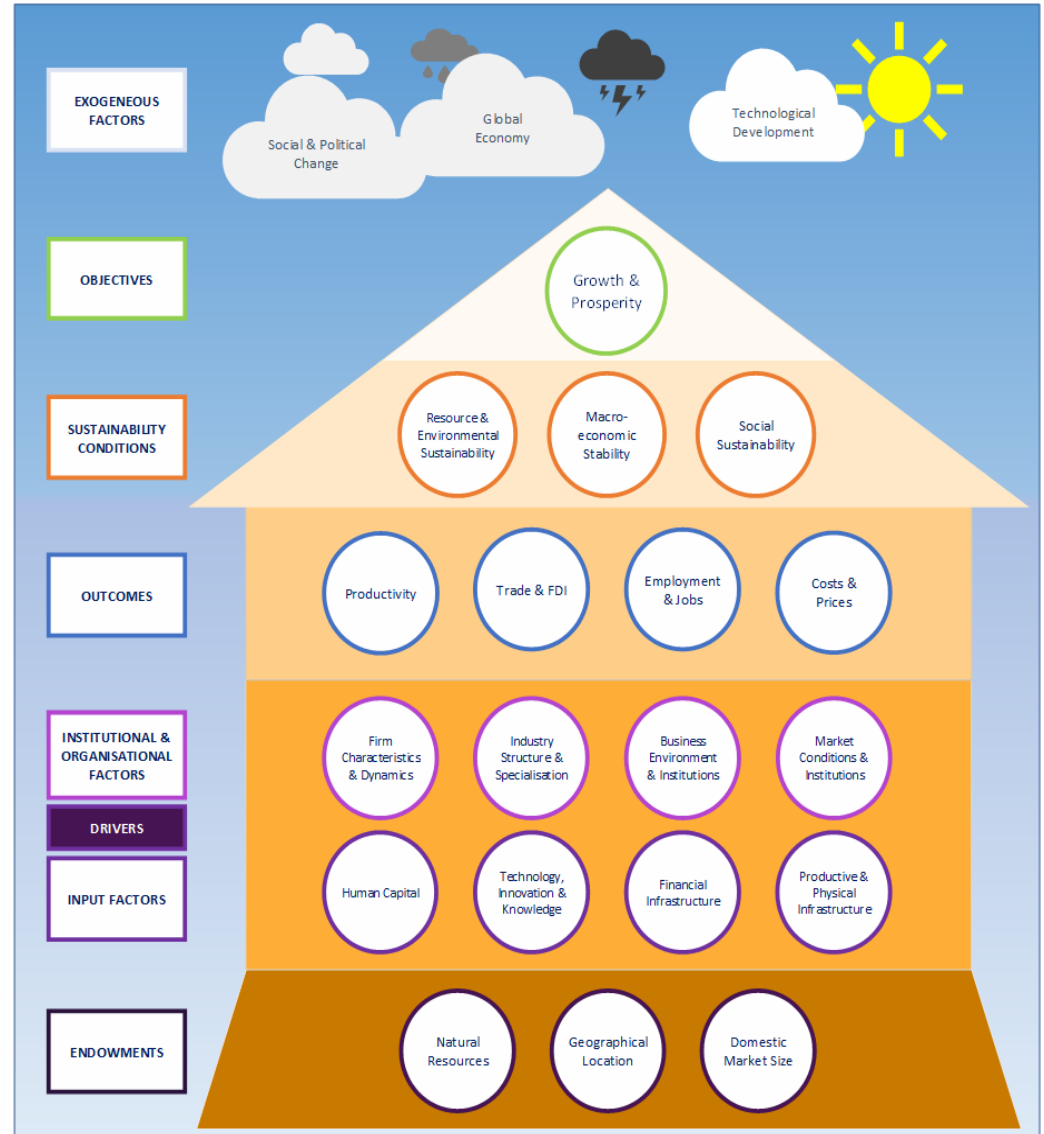 EXOGENEOUS
FACTORS
Social & Political
Change
Global
Economy
Technological
Development
OBJECTIVES
Growth &
Prosperity
SUSTAINABILITY
CONDITIONS
Resource &
Environmental
Sustainability
Macro-
economic
Stability
Social
Sustainability
OUTCOMES
Productivity
Trade & FDI
Employment
& Jobs
Costs &
Prices
INSTITUTIONAL &
ORGANISATIONAL
FACTORS
Firm
Characteristics
& Dynamics
Industry
Structure &
Specialisation
Business
Environment
& Institutions
Market
Conditions &
Institutions
DRIVERS
INPUT FACTORS
Human Capital
Technology,
Innovation &
Knowledge
Financial
Infrastructure
Productive &
Physical
Infrastructure
ENDOWMENTS
Natural
Resources
Geographical
Location
Domestic
Market Size